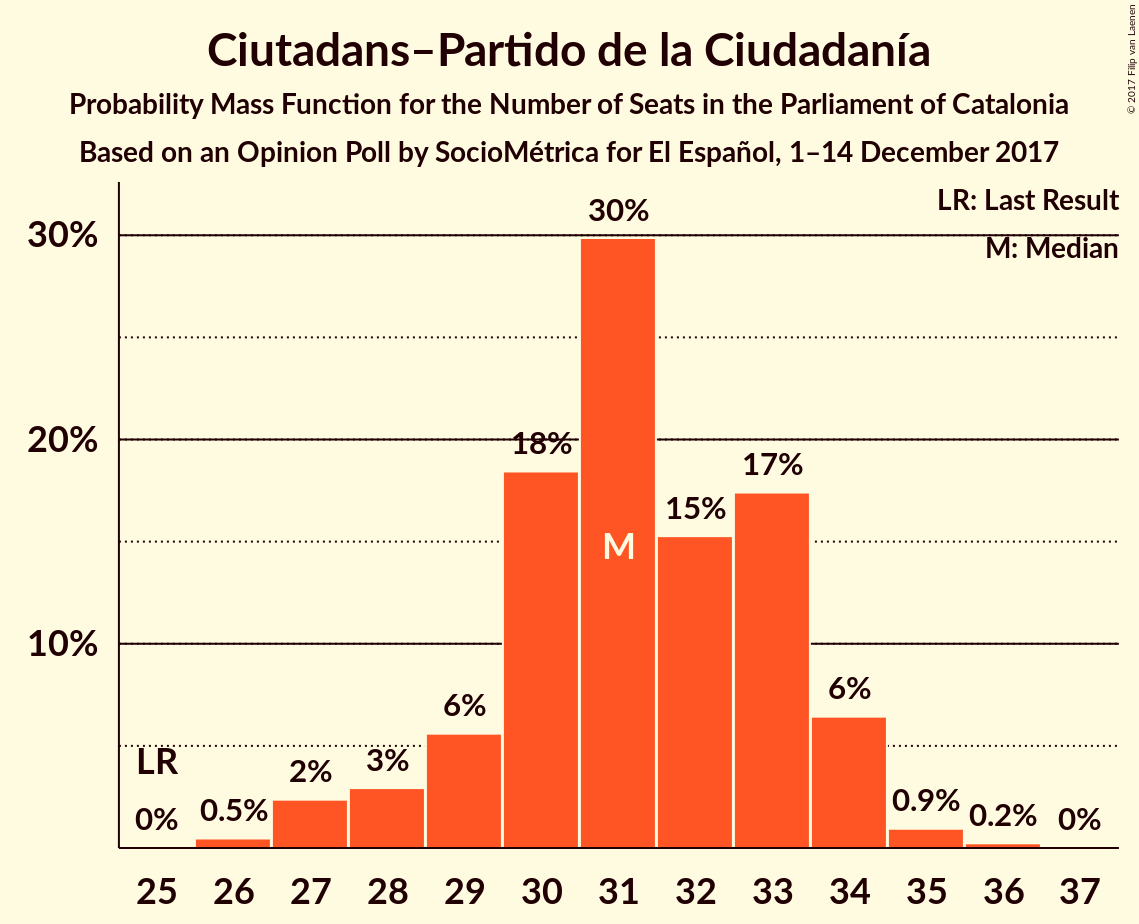 Ciutadans–Partido de la Ciudadanía
Probability Mass Function for the Number of Seats in the Parliament of Catalonia
Based on an Opinion Poll by SocioMétrica for El Español, 1–14 December 2017
© 2017 Filip van Laenen
LR: Last Result
M: Median
30%
20%
10%
LR
0%
0.5%
2%
3%
6%
18%
30%
M
15%
17%
6%
0.9%
0.2%
0%
25 26 27 28 29 30 31 32 33 34 35 36 37